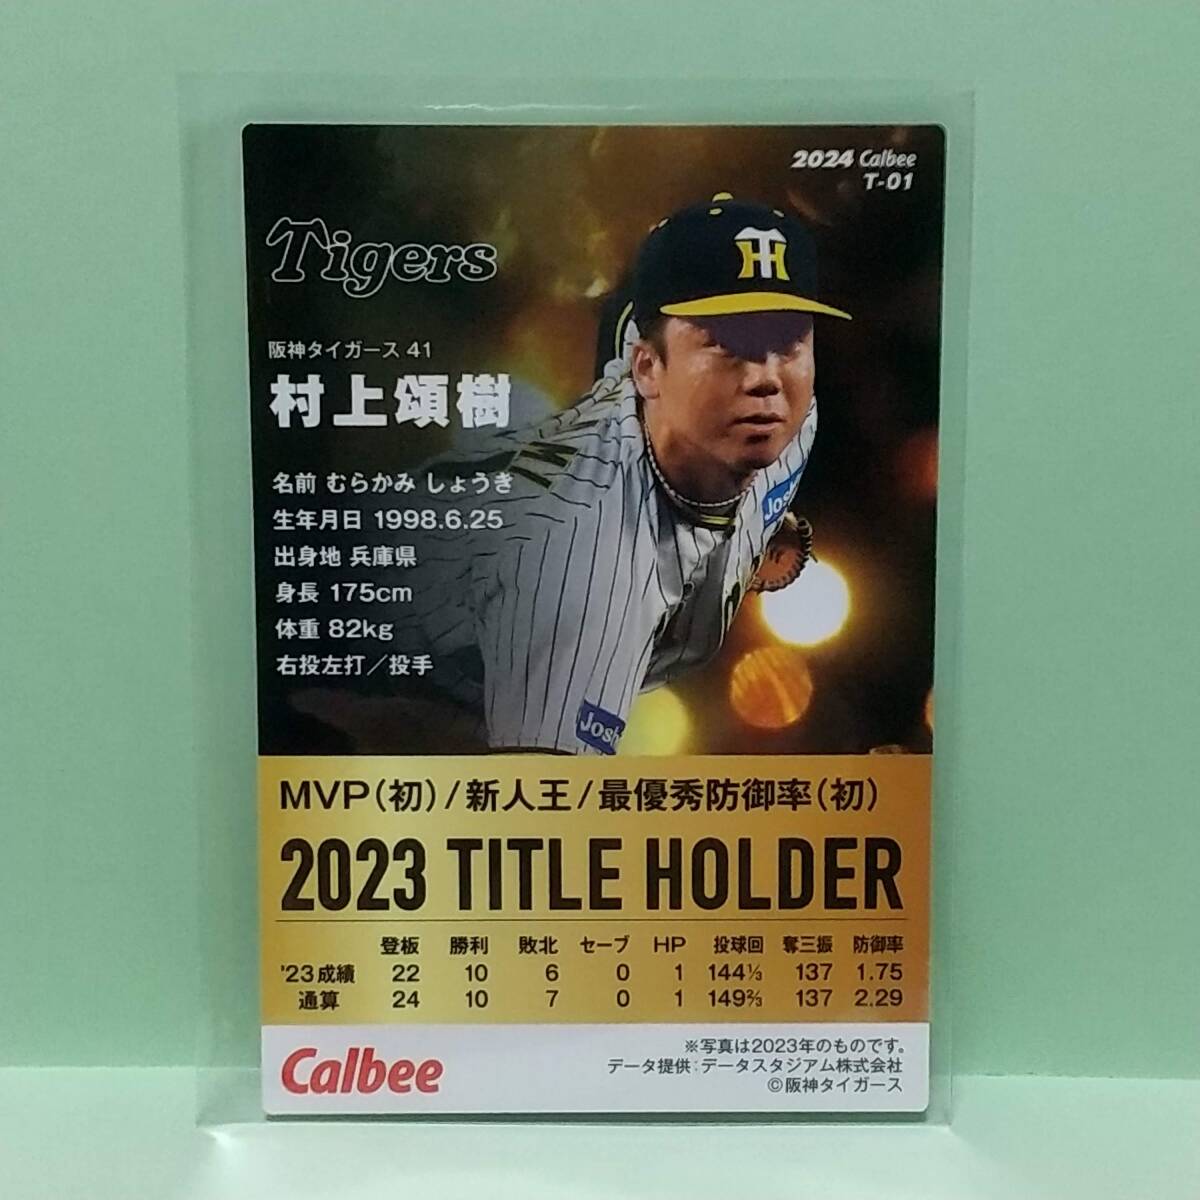 2024 Calbee
T-01
Tigers
阪神タイガース 41
村上頌樹
名前 むらかみ しょうき
生年月日 1998.6.25
出身地 兵庫県
身長 175cm
体重 82kg
右投左打／投手
Josh
Josh
MVP(初)/新人王/最優秀防御率(初)
2023 TITLE HOLDER
登板 勝利 敗北 セーブ HP 投球回 奪三振 防御率
'23成績 22 10 6 0 1 144⅓ 137 1.75
通算 24 10 7 0 1 149⅔ 137 2.29
Calbee
※写真は2023年のものです。
データ提供：データスタジアム株式会社
©阪神タイガース